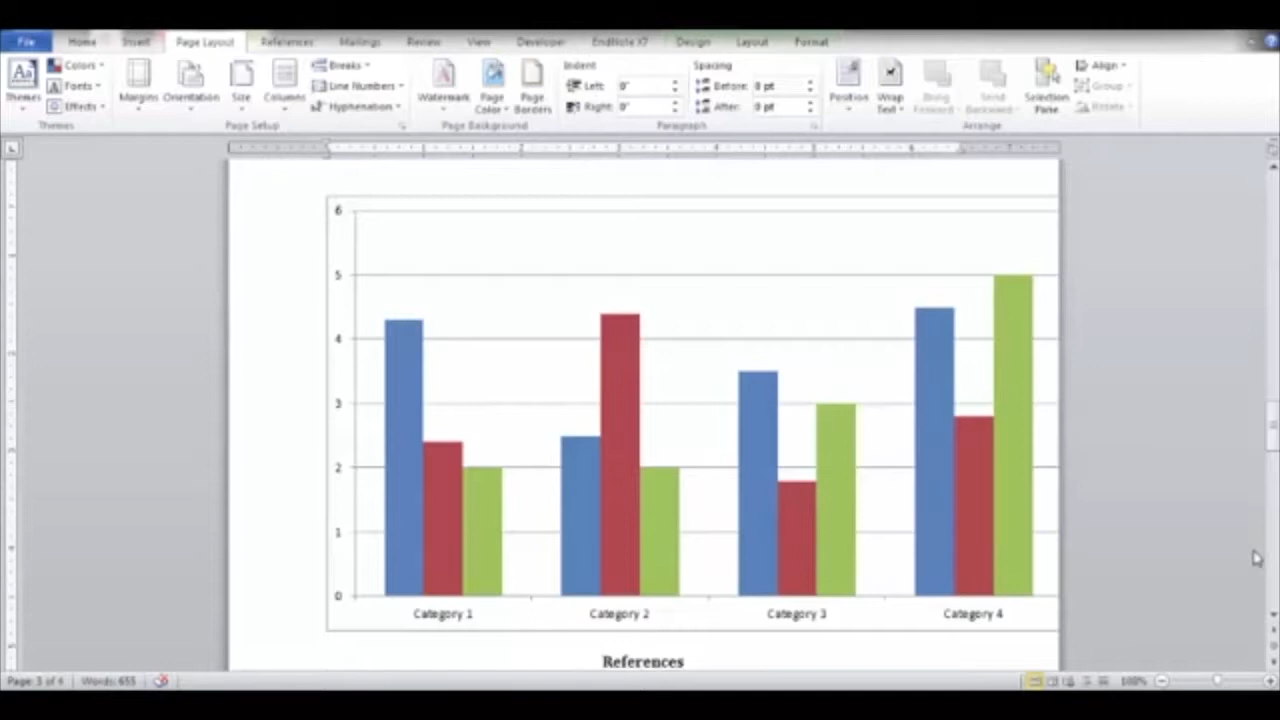 File Home Insert Page Layout References Mailings Review View Developer EndNote X7 Design Layout Format
Colors Breaks Indent Spacing Align
Fonts Line Numbers Left: 0" Before: 0 pt Group
Themes Margins Orientation Size Columns Watermark Page Color Page Borders Position Wrap Text Bring Forward Send Backward Selection Pane
Effects Hyphenation Right: 0" After: 0 pt Rotate
Themes Page Setup Page Background Paragraph Arrange
6
5
4
3
2
1
0
Category 1 Category 2 Category 3 Category 4
References
Page: 3 of 4 Words: 655 100%